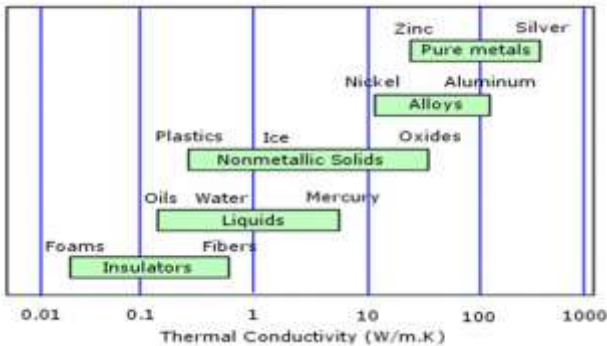 Zinc Silver
Pure metals
Nickel Aluminum
Alloys
Plastics Ice Oxides
Nonmetallic Solids
Oils Water Mercury
Liquids
Foams Fibers
Insulators
0.01 0.1 1 10 100 1000
Thermal Conductivity (W/m.K)